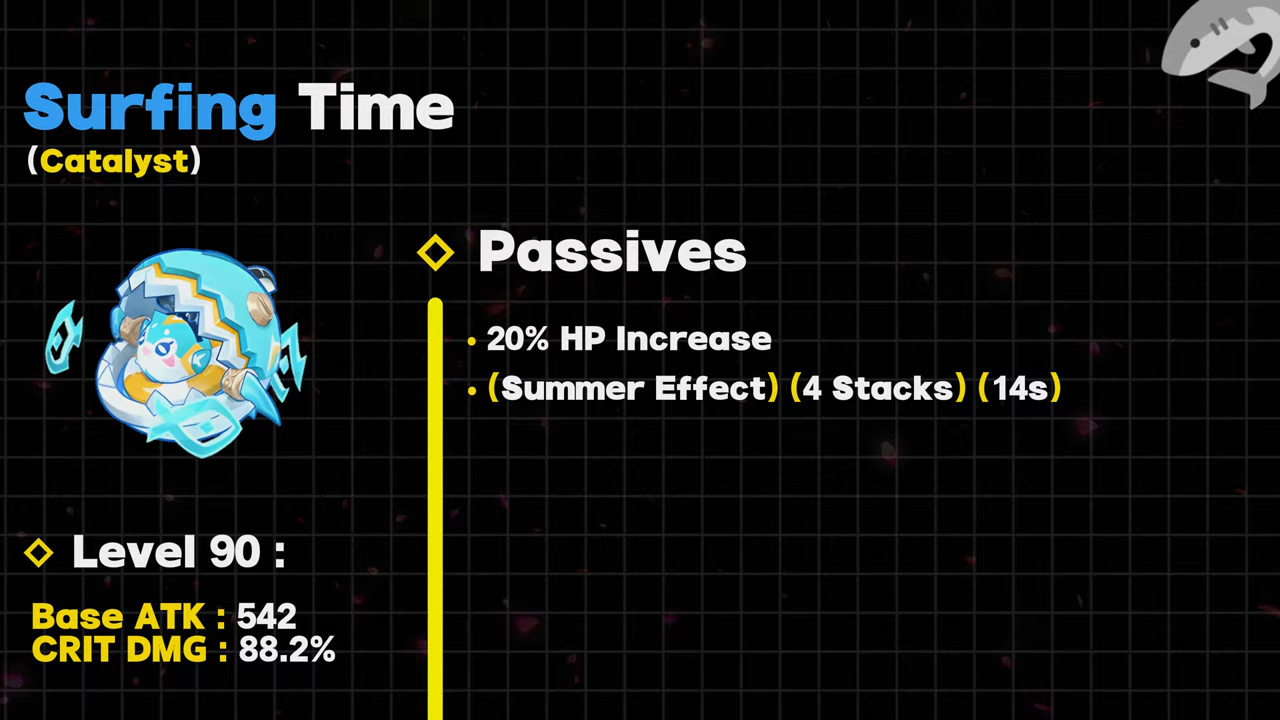 Surfing Time
(Catalyst)
Passives
• 20% HP Increase
• (Summer Effect) (4 Stacks) (14s)
Level 90 :
Base ATK : 542
CRIT DMG : 88.2%